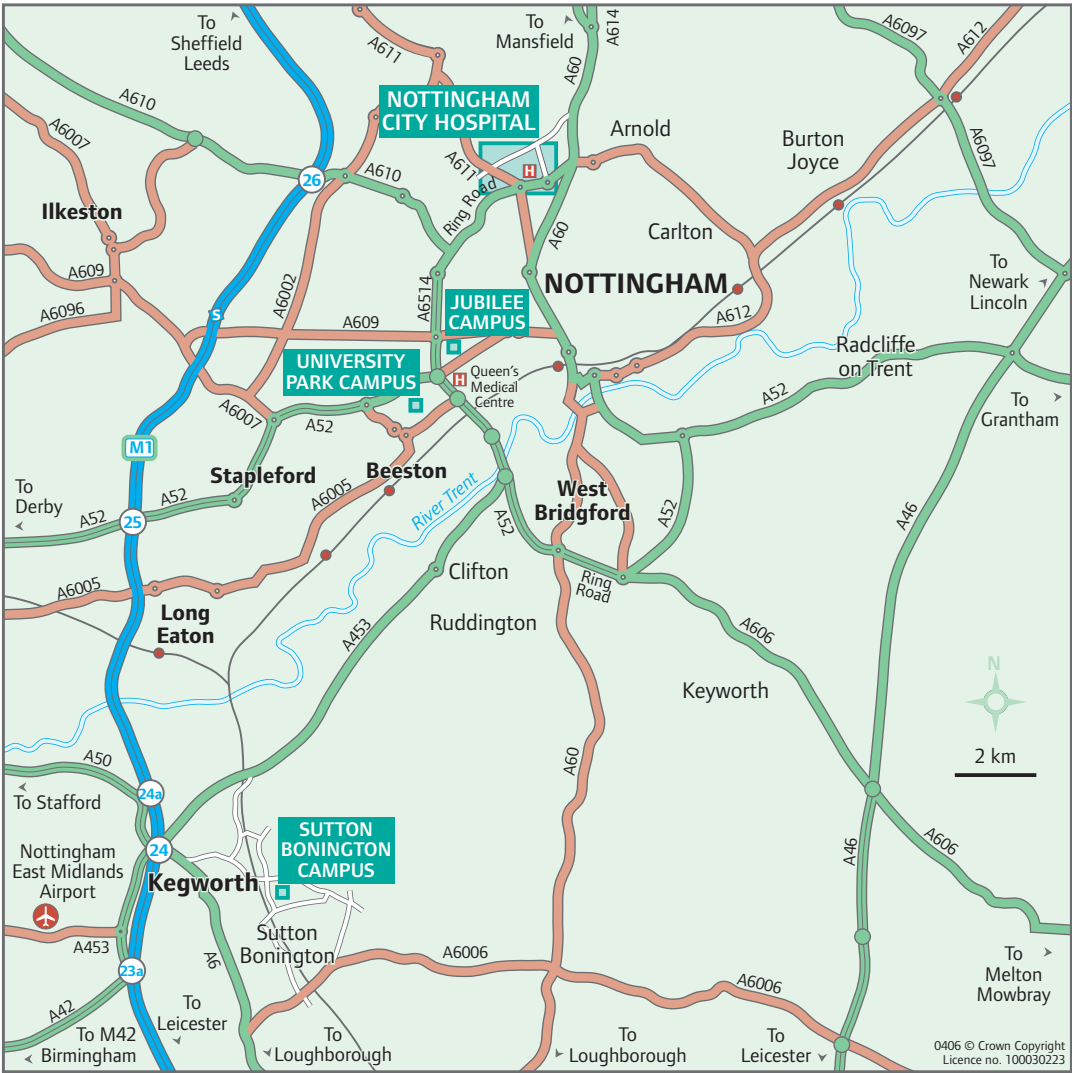 To
Sheffield
Leeds
A611
To
Mansfield
A614
A6097
A612
A60
A610
A6007
NOTTINGHAM
CITY HOSPITAL
Arnold
Burton
Joyce
A6097
A611
H
26
A610
Ring Road
Ilkeston
A60
Carlton
A609
A6002
A6514
NOTTINGHAM
To
Newark
Lincoln
A6096
S
A609
JUBILEE
CAMPUS
A612
Radcliffe
on Trent
UNIVERSITY
PARK CAMPUS
H
Queen's
Medical
Centre
A52
To
Grantham
A6007
A52
M1
Stapleford
Beeston
To
Derby
A52
A52
25
A6005
River Trent
A52
West
Bridgford
A52
A46
A6005
Clifton
Ring
Road
Long
Eaton
Ruddington
A453
A606
Keyworth
N
2 km
A50
To Stafford
24a
A60
24
SUTTON
BONINGTON
CAMPUS
Nottingham
East Midlands
Airport
Kegworth
A46
A606
A453
A6
Sutton
Bonington
23a
A6006
A6006
To
Melton
Mowbray
A42
To
Leicester
To M42
Birmingham
To
Loughborough
To
Loughborough
To
Leicester
0406 © Crown Copyright
Licence no. 100030223